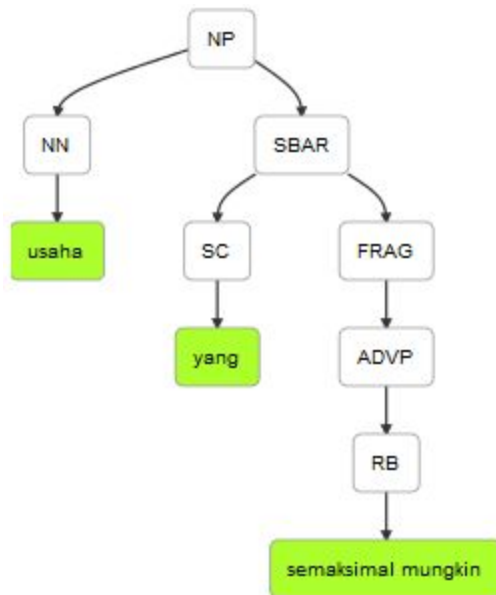 NP
NN SBAR
usaha SC FRAG
yang ADVP
RB
semaksimal mungkin